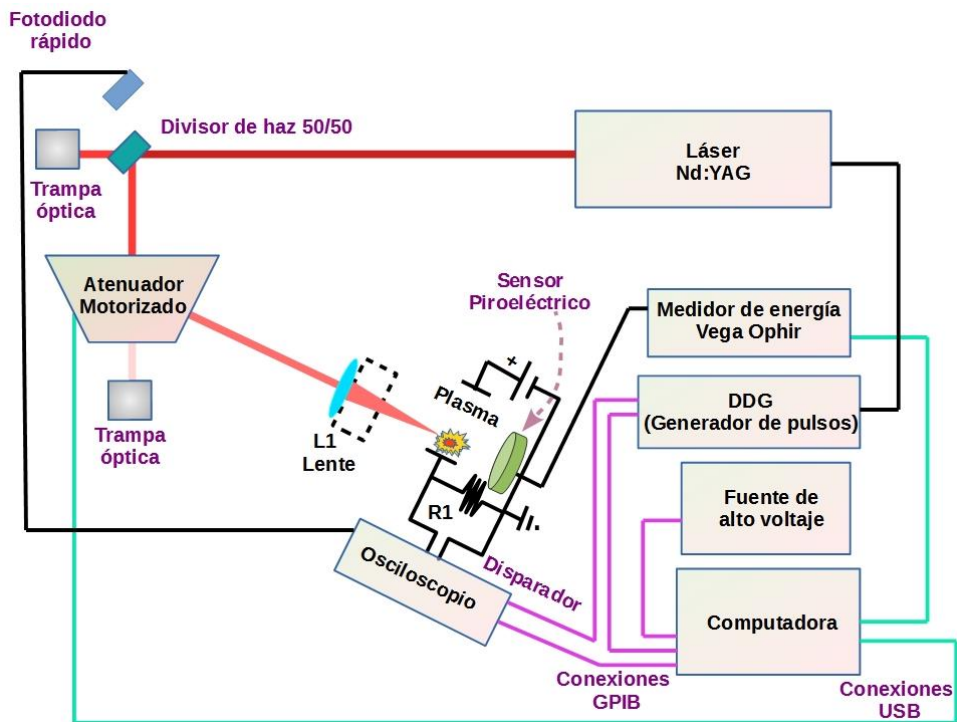 Fotodiodo
rápido
Divisor de haz 50/50
Láser
Nd:YAG
Trampa
óptica
Atenuador
Motorizado
Sensor
Piroeléctrico
Medidor de energía
Vega Ophir
+
Plasma
DDG
(Generador de pulsos)
Trampa
óptica
L1
Lente
R1
Fuente de
alto voltaje
Osciloscopio
Disparador
Computadora
Conexiones
GPIB
Conexiones
USB